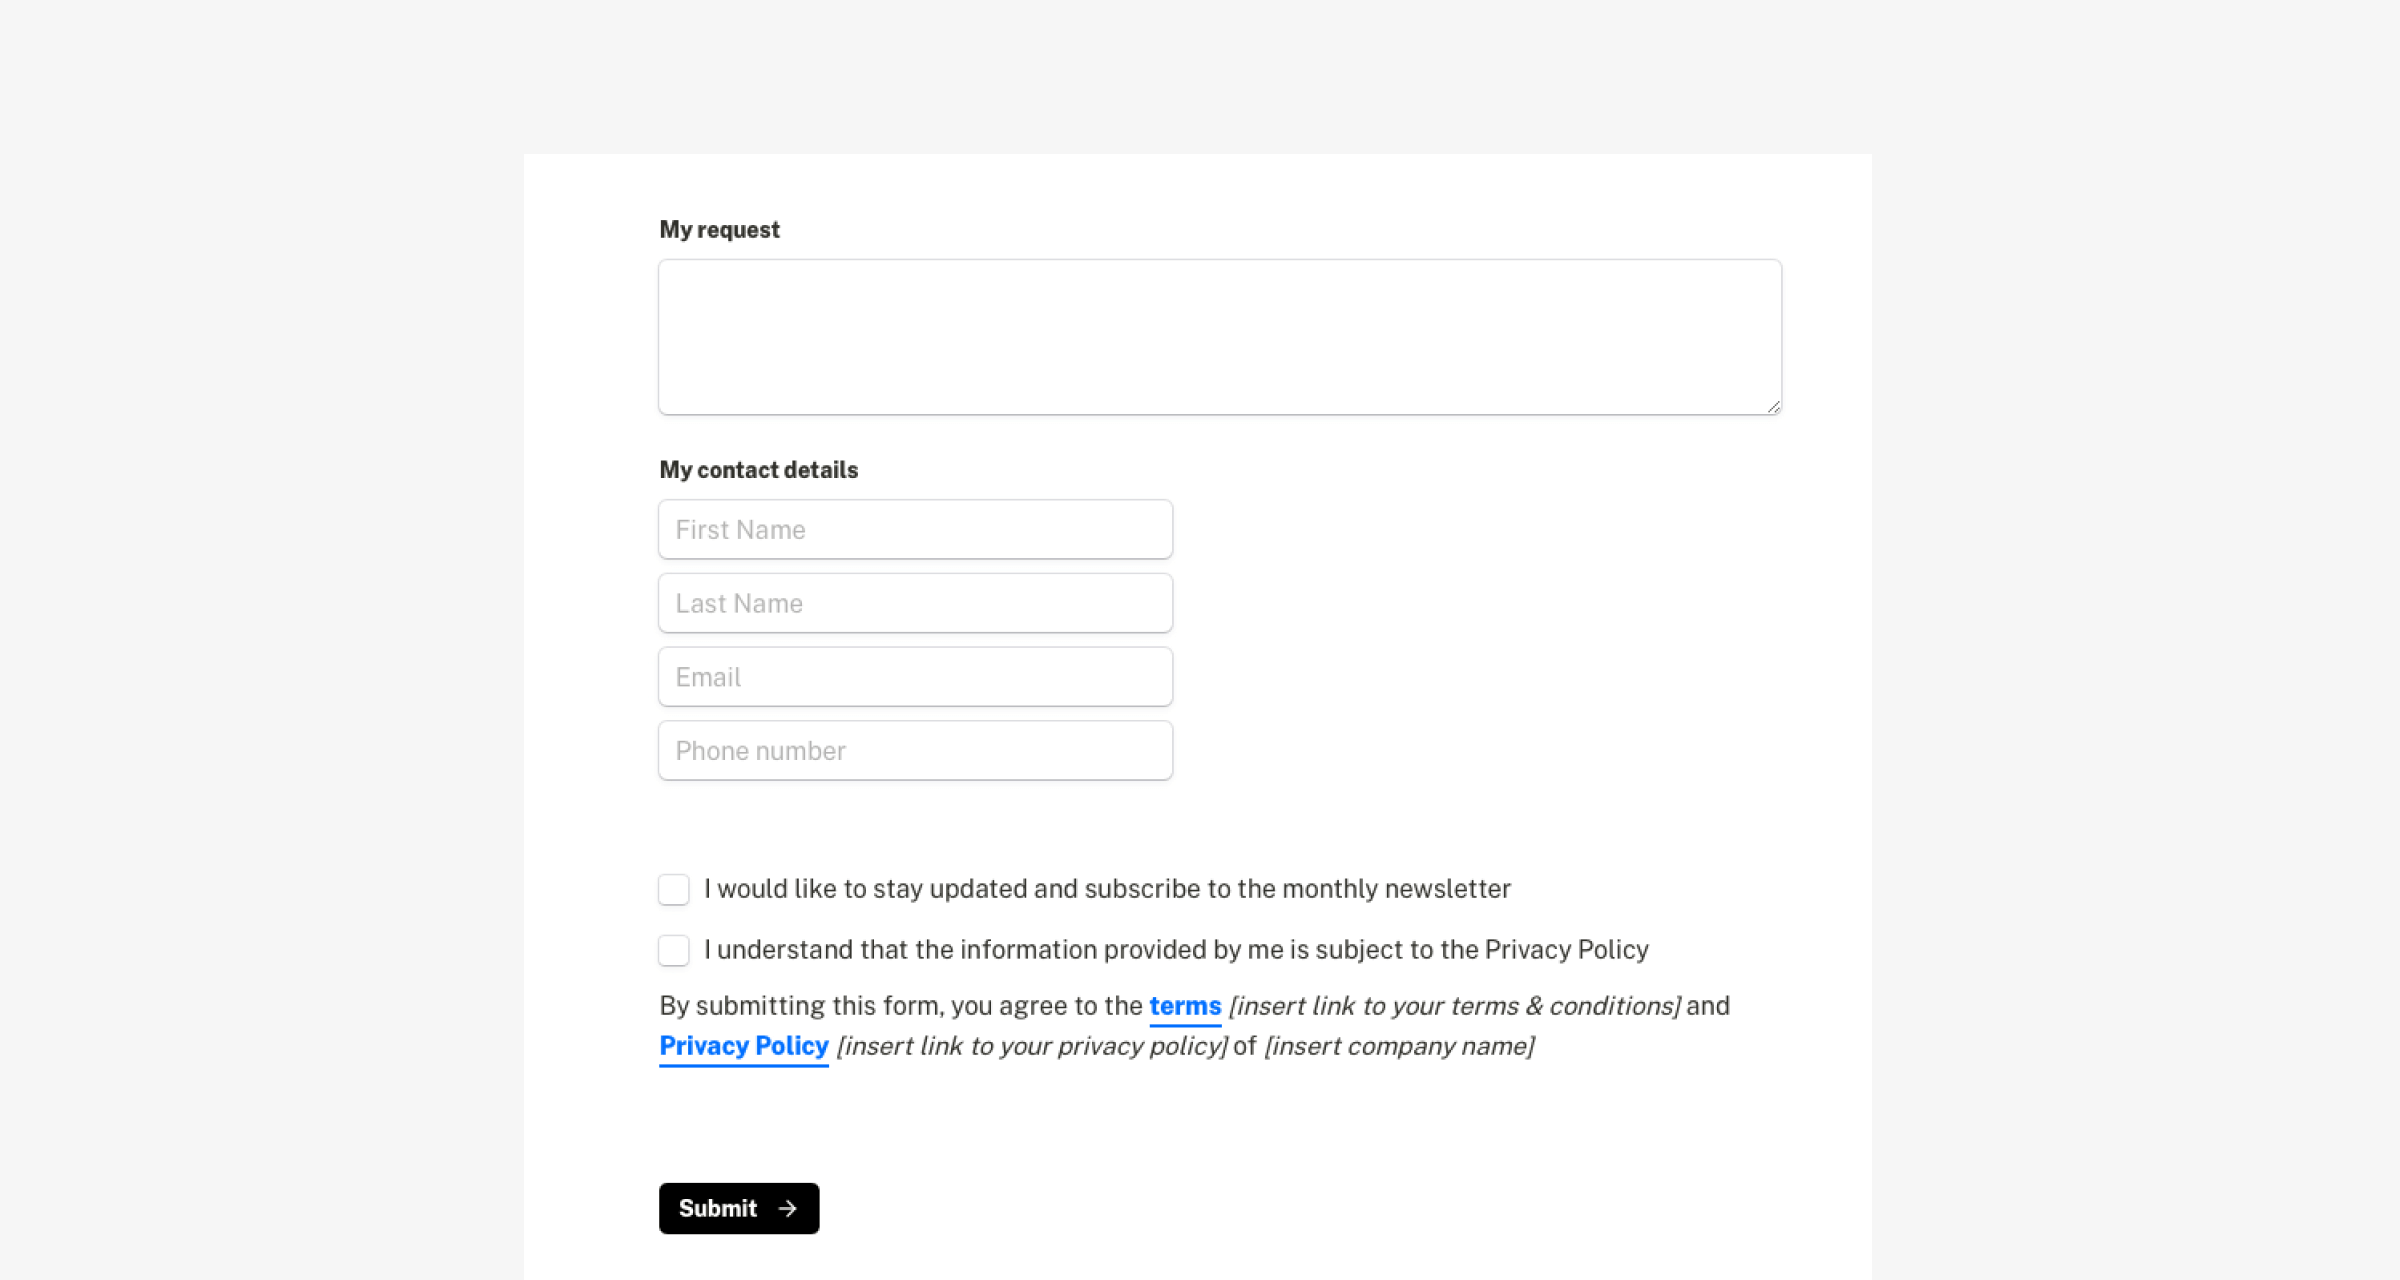 My request
My contact details
First Name
Last Name
Email
Phone number
I would like to stay updated and subscribe to the monthly newsletter
I understand that the information provided by me is subject to the Privacy Policy
By submitting this form, you agree to the terms [insert link to your terms & conditions] and
Privacy Policy [insert link to your privacy policy] of [insert company name]
Submit →